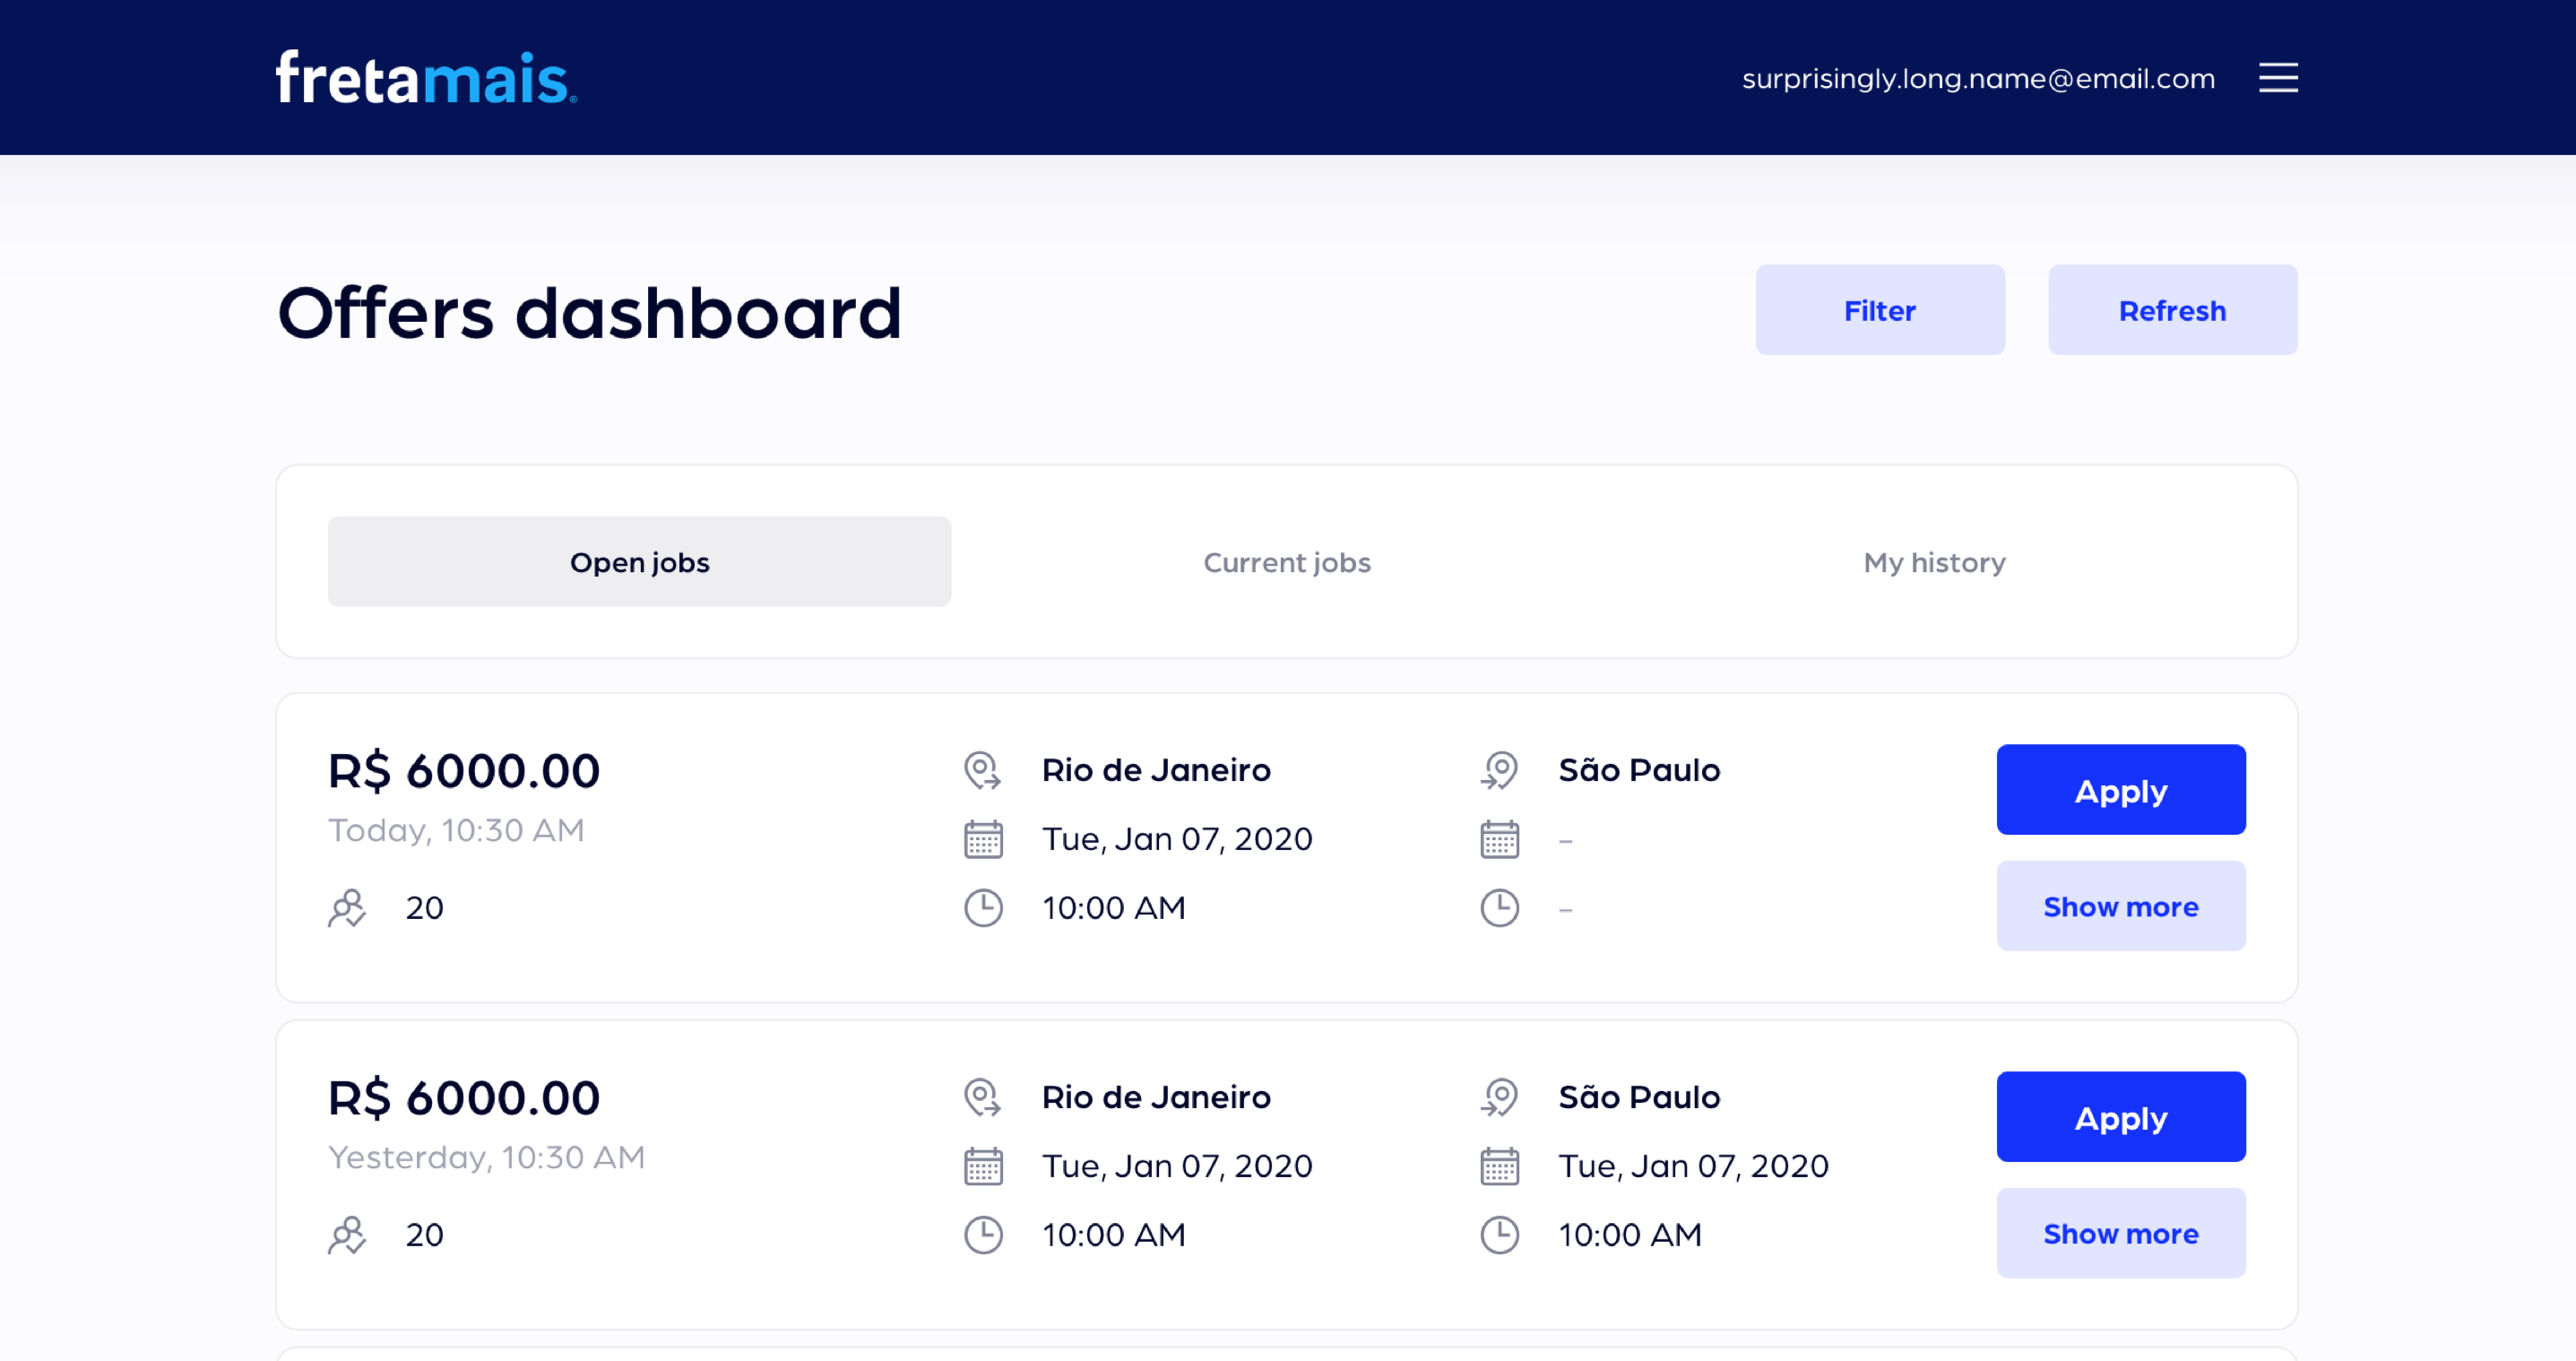 fretamais®
surprisingly.long.name@email.com
Offers dashboard
Filter
Refresh
Open jobs
Current jobs
My history
R$ 6000.00
Today, 10:30 AM
20
Rio de Janeiro
Tue, Jan 07, 2020
10:00 AM
São Paulo
–
–
Apply
Show more
R$ 6000.00
Yesterday, 10:30 AM
20
Rio de Janeiro
Tue, Jan 07, 2020
10:00 AM
São Paulo
Tue, Jan 07, 2020
10:00 AM
Apply
Show more